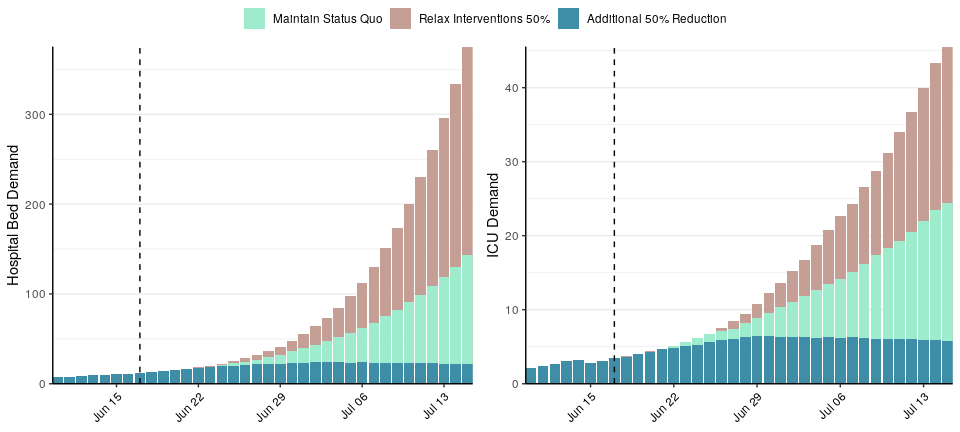 Maintain Status Quo Relax Interventions 50% Additional 50% Reduction
Hospital Bed Demand
300
200
100
0
Jun 15
Jun 22
Jun 29
Jul 06
Jul 13
ICU Demand
40
30
20
10
0
Jun 15
Jun 22
Jun 29
Jul 06
Jul 13